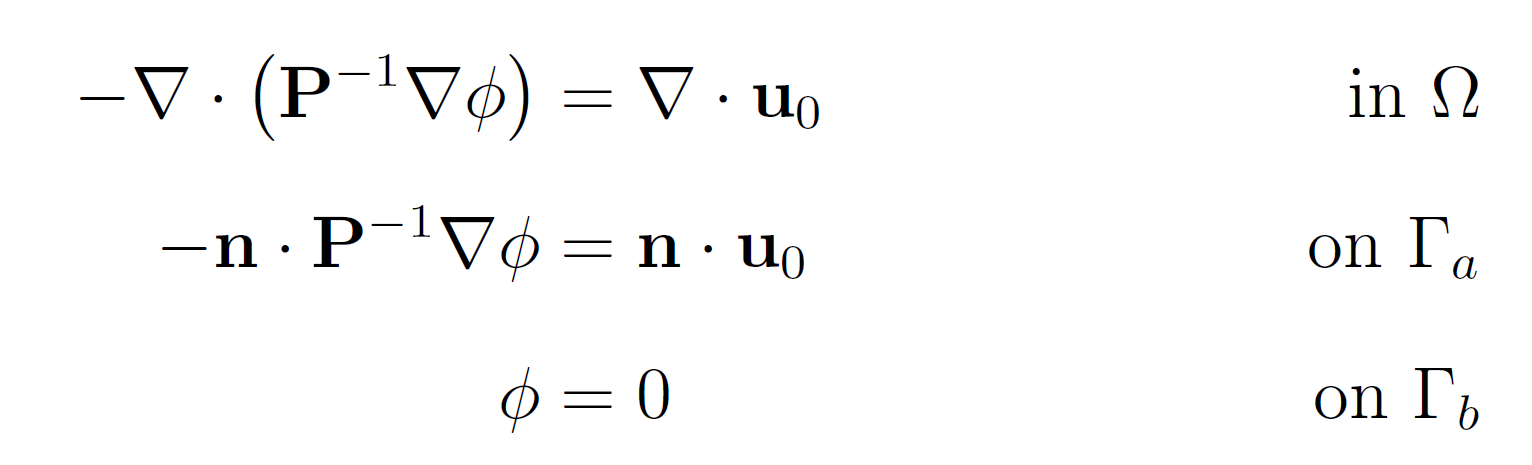 −∇ · (𝐏⁻¹∇ϕ) = ∇ · 𝐮₀ in Ω
−𝐧 · 𝐏⁻¹∇ϕ = 𝐧 · 𝐮₀ on Γₐ
ϕ = 0 on Γ_b